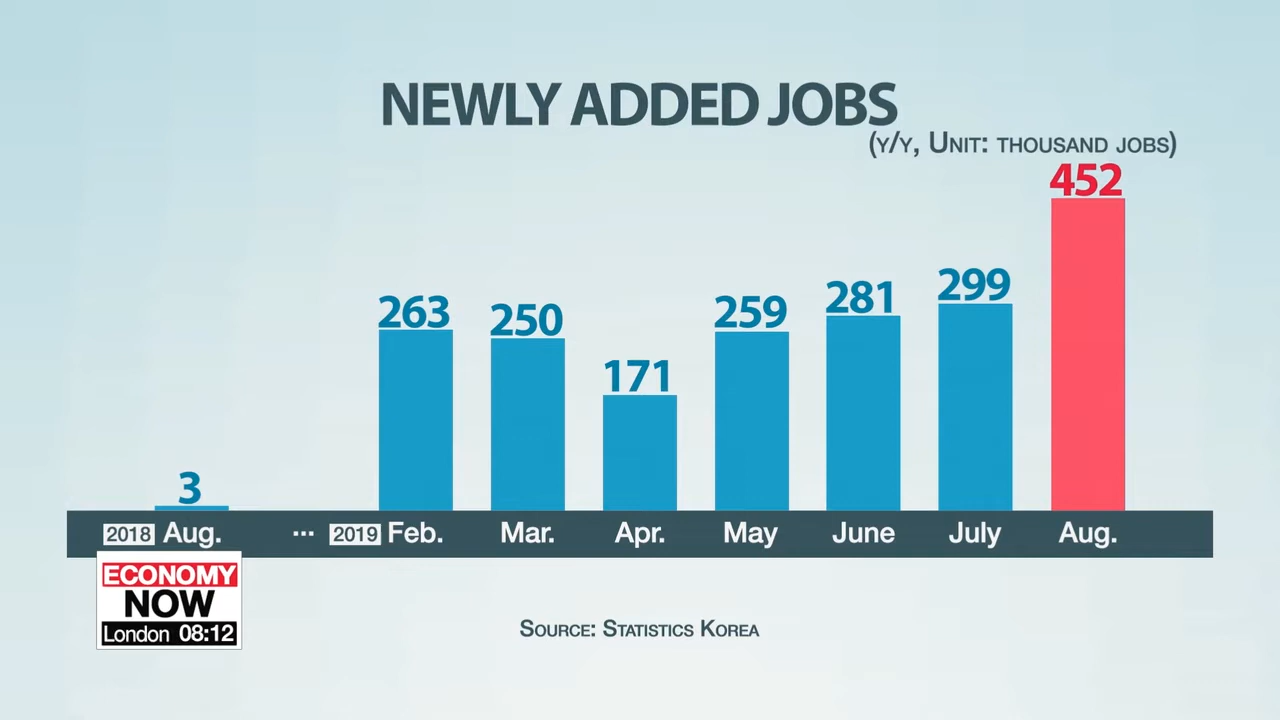 NEWLY ADDED JOBS
(Y/Y, UNIT: THOUSAND JOBS)
452
299
281
263
250
259
171
3
2018 Aug. ... 2019 Feb. Mar. Apr. May June July Aug.
ECONOMY
NOW
London 08:12
SOURCE: STATISTICS KOREA